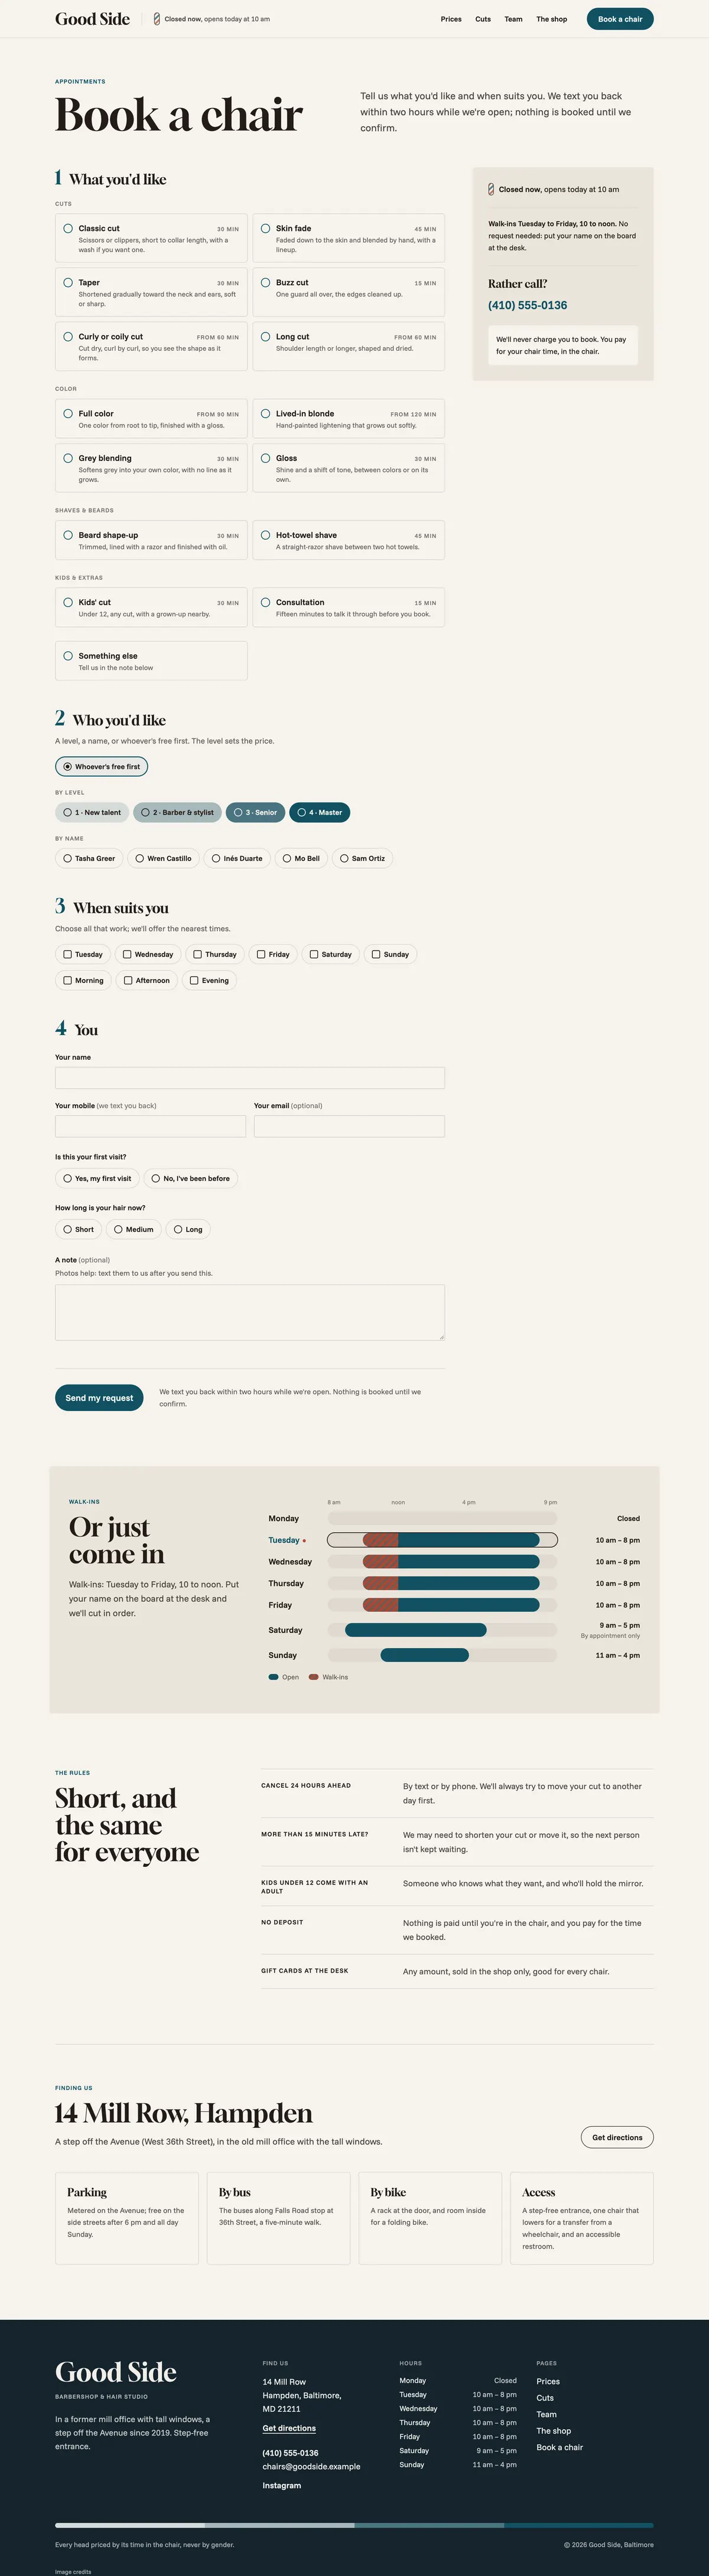 Good Side
Closed now, opens today at 10 am
Prices
Cuts
Team
The shop
Book a chair
APPOINTMENTS
Book a chair
Tell us what you'd like and when suits you. We text you back
within two hours while we're open; nothing is booked until we
confirm.
1 What you'd like
CUTS
Classic cut
30 MIN
Scissors or clippers, short to collar length, with a
wash if you want one.
Skin fade
45 MIN
Faded down to the skin and blended by hand, with a
lineup.
Taper
30 MIN
Shortened gradually toward the neck and ears, soft
or sharp.
Buzz cut
15 MIN
One guard all over, the edges cleaned up.
Curly or coily cut
FROM 60 MIN
Cut dry, curl by curl, so you see the shape as it
forms.
Long cut
FROM 60 MIN
Shoulder length or longer, shaped and dried.
COLOR
Full color
FROM 90 MIN
One color from root to tip, finished with a gloss.
Lived-in blonde
FROM 120 MIN
Hand-painted lightening that grows out softly.
Grey blending
30 MIN
Softens grey into your own color, with no line as it
grows.
Gloss
30 MIN
Shine and a shift of tone, between colors or on its
own.
SHAVES & BEARDS
Beard shape-up
30 MIN
Trimmed, lined with a razor and finished with oil.
Hot-towel shave
45 MIN
A straight-razor shave between two hot towels.
KIDS & EXTRAS
Kids' cut
30 MIN
Under 12, any cut, with a grown-up nearby.
Consultation
15 MIN
Fifteen minutes to talk it through before you book.
Something else
Tell us in the note below
Closed now, opens today at 10 am
Walk-ins Tuesday to Friday, 10 to noon. No
request needed: put your name on the board
at the desk.
Rather call?
(410) 555-0136
We'll never charge you to book. You pay
for your chair time, in the chair.
2 Who you'd like
A level, a name, or whoever's free first. The level sets the price.
Whoever's free first
BY LEVEL
1 · New talent
2 · Barber & stylist
3 · Senior
4 · Master
BY NAME
Tasha Greer
Wren Castillo
Inés Duarte
Mo Bell
Sam Ortiz
3 When suits you
Choose all that work; we'll offer the nearest times.
Tuesday
Wednesday
Thursday
Friday
Saturday
Sunday
Morning
Afternoon
Evening
4 You
Your name
Your mobile (we text you back)
Your email (optional)
Is this your first visit?
Yes, my first visit
No, I've been before
How long is your hair now?
Short
Medium
Long
A note (optional)
Photos help: text them to us after you send this.
Send my request
We text you back within two hours while we're open. Nothing is booked until we
confirm.
WALK-INS
Or just
come in
Walk-ins: Tuesday to Friday, 10 to noon. Put
your name on the board at the desk and
we'll cut in order.
8 am
noon
4 pm
9 pm
Monday
Closed
Tuesday
10 am – 8 pm
Wednesday
10 am – 8 pm
Thursday
10 am – 8 pm
Friday
10 am – 8 pm
Saturday
9 am – 5 pm
By appointment only
Sunday
11 am – 4 pm
Open
Walk-ins
THE RULES
Short, and
the same
for everyone
CANCEL 24 HOURS AHEAD
By text or by phone. We'll always try to move your cut to another
day first.
MORE THAN 15 MINUTES LATE?
We may need to shorten your cut or move it, so the next person
isn't kept waiting.
KIDS UNDER 12 COME WITH AN
ADULT
Someone who knows what they want, and who'll hold the mirror.
NO DEPOSIT
Nothing is paid until you're in the chair, and you pay for the time
we booked.
GIFT CARDS AT THE DESK
Any amount, sold in the shop only, good for every chair.
FINDING US
14 Mill Row, Hampden
A step off the Avenue (West 36th Street), in the old mill office with the tall windows.
Get directions
Parking
Metered on the Avenue; free on the
side streets after 6 pm and all day
Sunday.
By bus
The buses along Falls Road stop at
36th Street, a five-minute walk.
By bike
A rack at the door, and room inside
for a folding bike.
Access
A step-free entrance, one chair that
lowers for a transfer from a
wheelchair, and an accessible
restroom.
Good Side
BARBERSHOP & HAIR STUDIO
In a former mill office with tall windows, a
step off the Avenue since 2019. Step-free
entrance.
FIND US
14 Mill Row
Hampden, Baltimore,
MD 21211
Get directions
(410) 555-0136
chairs@goodside.example
Instagram
HOURS
Monday
Closed
Tuesday
10 am – 8 pm
Wednesday
10 am – 8 pm
Thursday
10 am – 8 pm
Friday
10 am – 8 pm
Saturday
9 am – 5 pm
Sunday
11 am – 4 pm
PAGES
Prices
Cuts
Team
The shop
Book a chair
Every head priced by its time in the chair, never by gender.
© 2026 Good Side, Baltimore
Image credits